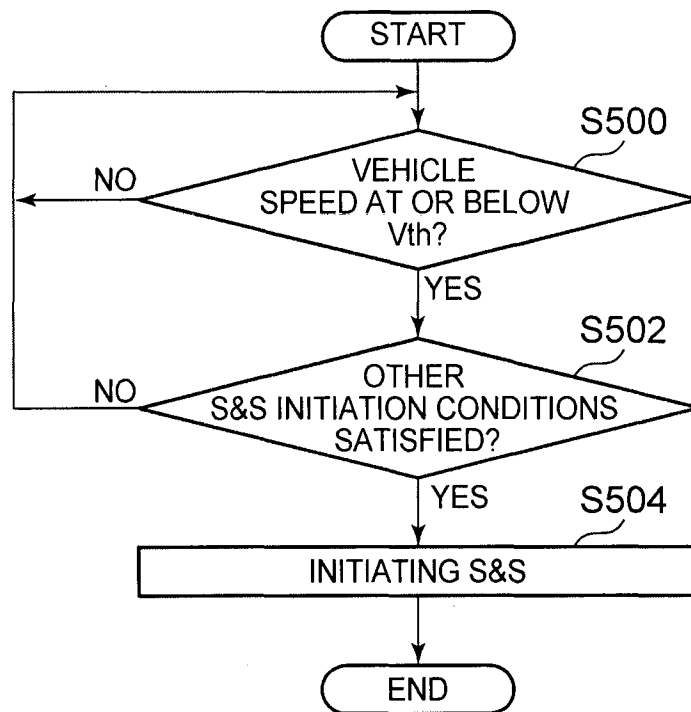 START
S500
NO
VEHICLE
SPEED AT OR BELOW
Vth?
YES
S502
NO
OTHER
S&S INITIATION CONDITIONS
SATISFIED?
YES
S504
INITIATING S&S
END